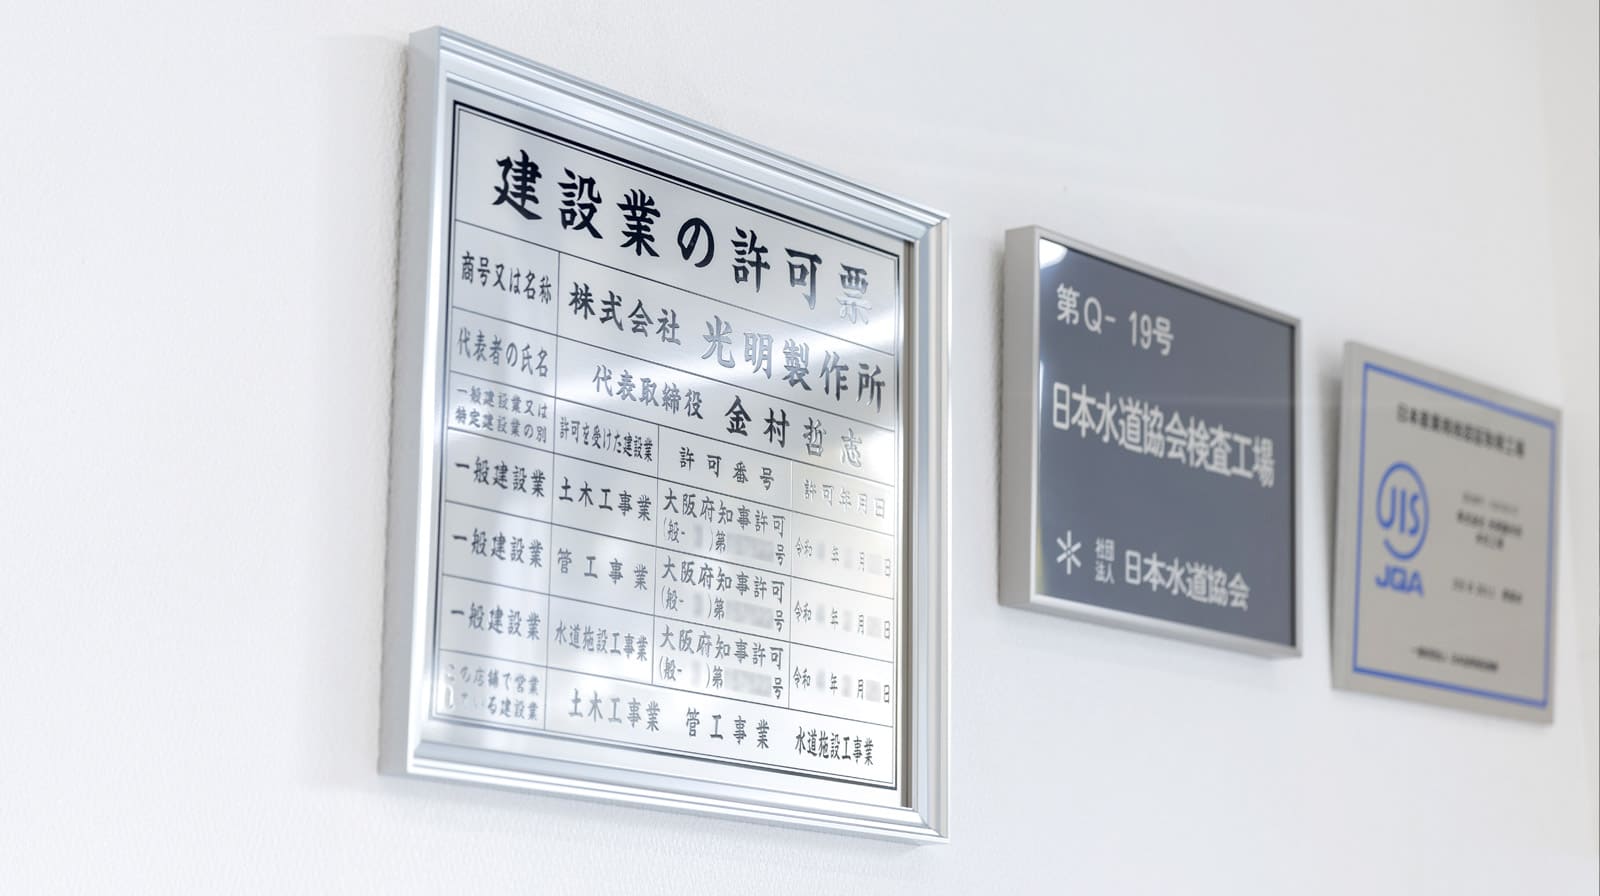 建設業の許可票
商号又は名称 株式会社 光明製作所
代表者の氏名 代表取締役 金村哲志
一般建設業又は特定建設業の別 許可を受けた建設業 許可番号 許可年月日
一般建設業 土木工事業 大阪府知事許可(般- )第 号 令和 年 月 日
一般建設業 管工事業 大阪府知事許可(般- )第 号 令和 年 月 日
一般建設業 水道施設工事業 大阪府知事許可(般- )第 号 令和 年 月 日
この店舗で営業している建設業 土木工事業 管工事業 水道施設工事業
第Q-19号
日本水道協会検査工場
社団法人 日本水道協会
JIS
JQA